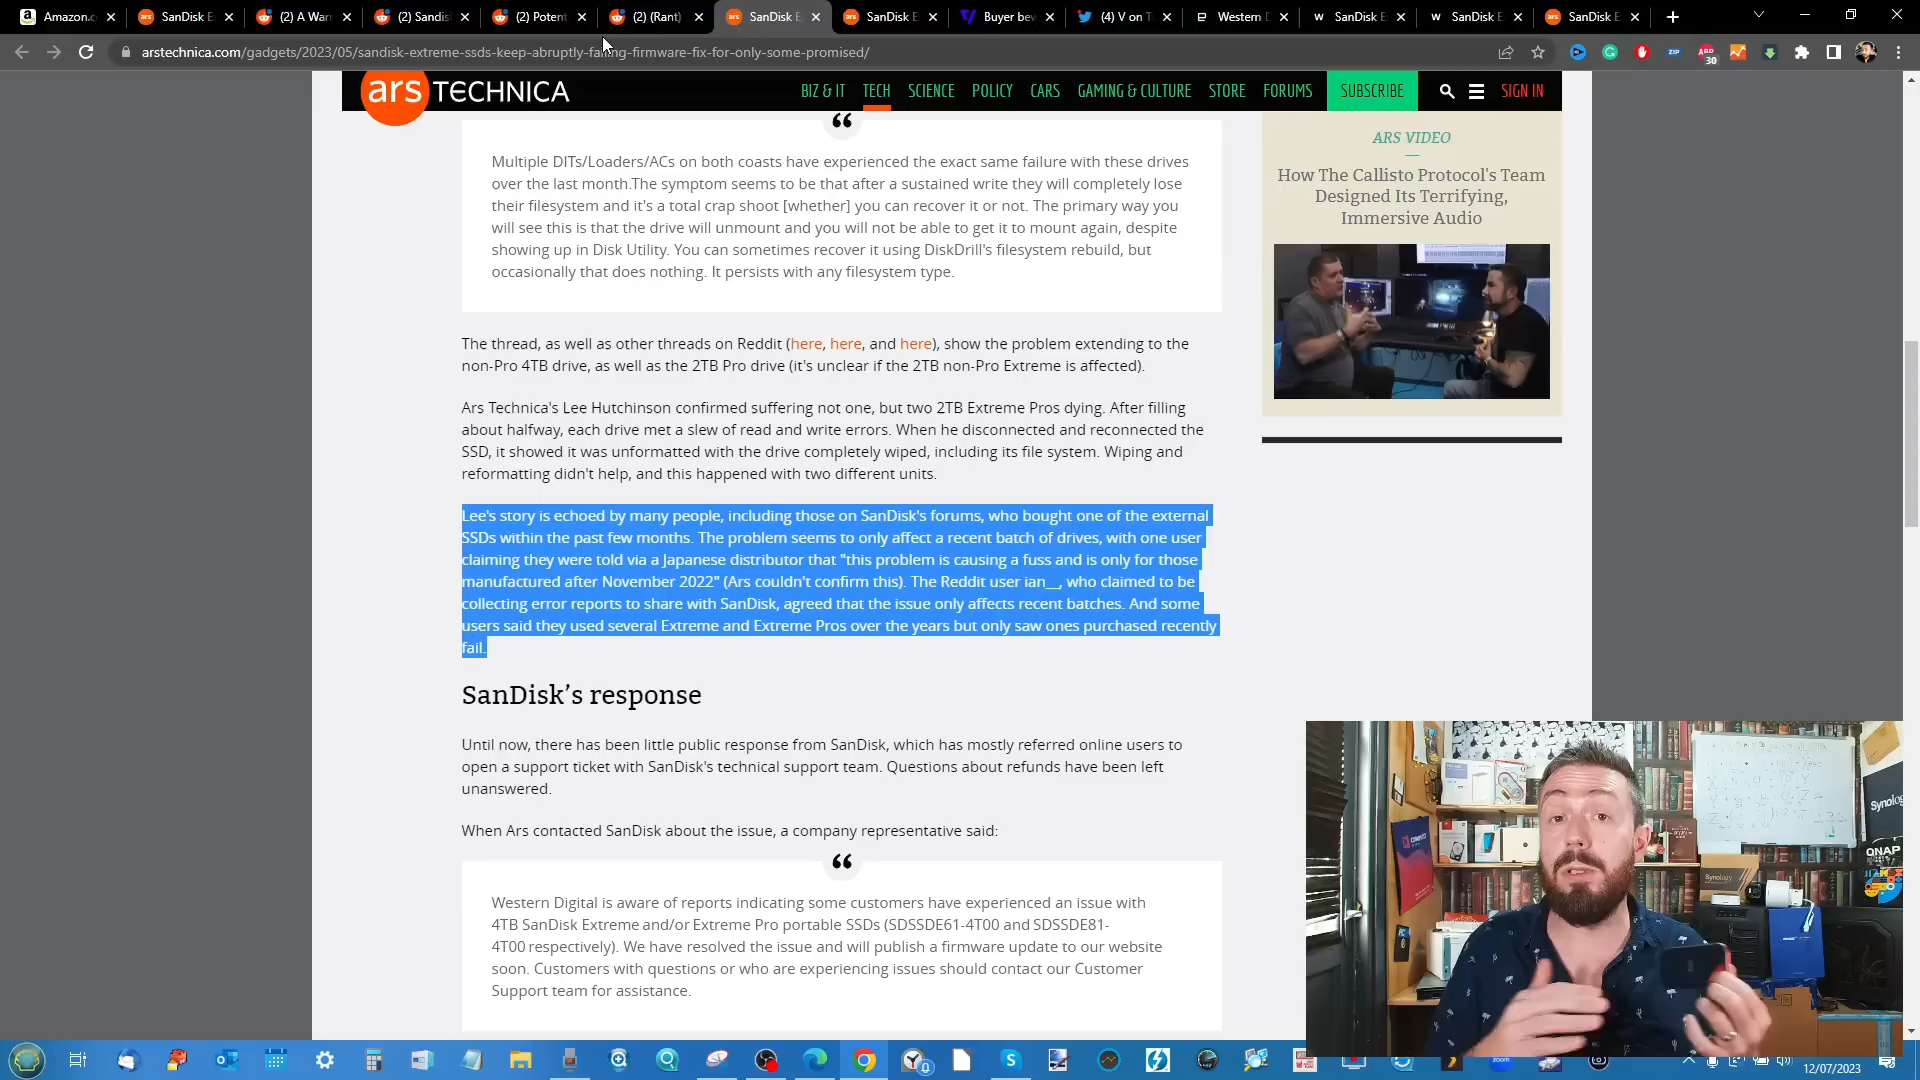 Amazon.c
SanDisk E
(2) A Warn
(2) Sandis
(2) Potent
(2) (Rant)
SanDisk E
SanDisk E
Buyer bew
(4) V on T
Western D
SanDisk E
SanDisk E
SanDisk E
arstechnica.com/gadgets/2023/05/sandisk-extreme-ssds-keep-abruptly-failing-firmware-fix-for-only-some-promised/
ars TECHNICA
BIZ & IT TECH SCIENCE POLICY CARS GAMING & CULTURE STORE FORUMS SUBSCRIBE SIGN IN
Multiple DITs/Loaders/ACs on both coasts have experienced the exact same failure with these drives
over the last month.The symptom seems to be that after a sustained write they will completely lose
their filesystem and it's a total crap shoot [whether] you can recover it or not. The primary way you
will see this is that the drive will unmount and you will not be able to get it to mount again, despite
showing up in Disk Utility. You can sometimes recover it using DiskDrill's filesystem rebuild, but
occasionally that does nothing. It persists with any filesystem type.
ARS VIDEO
How The Callisto Protocol's Team
Designed Its Terrifying,
Immersive Audio
The thread, as well as other threads on Reddit (here, here, and here), show the problem extending to the
non-Pro 4TB drive, as well as the 2TB Pro drive (it's unclear if the 2TB non-Pro Extreme is affected).
Ars Technica's Lee Hutchinson confirmed suffering not one, but two 2TB Extreme Pros dying. After filling
about halfway, each drive met a slew of read and write errors. When he disconnected and reconnected the
SSD, it showed it was unformatted with the drive completely wiped, including its file system. Wiping and
reformatting didn't help, and this happened with two different units.
Lee's story is echoed by many people, including those on SanDisk's forums, who bought one of the external
SSDs within the past few months. The problem seems to only affect a recent batch of drives, with one user
claiming they were told via a Japanese distributor that "this problem is causing a fuss and is only for those
manufactured after November 2022" (Ars couldn't confirm this). The Reddit user ian__, who claimed to be
collecting error reports to share with SanDisk, agreed that the issue only affects recent batches. And some
users said they used several Extreme and Extreme Pros over the years but only saw ones purchased recently
fail.
SanDisk’s response
Until now, there has been little public response from SanDisk, which has mostly referred online users to
open a support ticket with SanDisk's technical support team. Questions about refunds have been left
unanswered.
When Ars contacted SanDisk about the issue, a company representative said:
Western Digital is aware of reports indicating some customers have experienced an issue with
4TB SanDisk Extreme and/or Extreme Pro portable SSDs (SDSSDE61-4T00 and SDSSDE81-
4T00 respectively). We have resolved the issue and will publish a firmware update to our website
soon. Customers with questions or who are experiencing issues should contact our Customer
Support team for assistance.
Synology
QNAP
Synology
12/07/2023